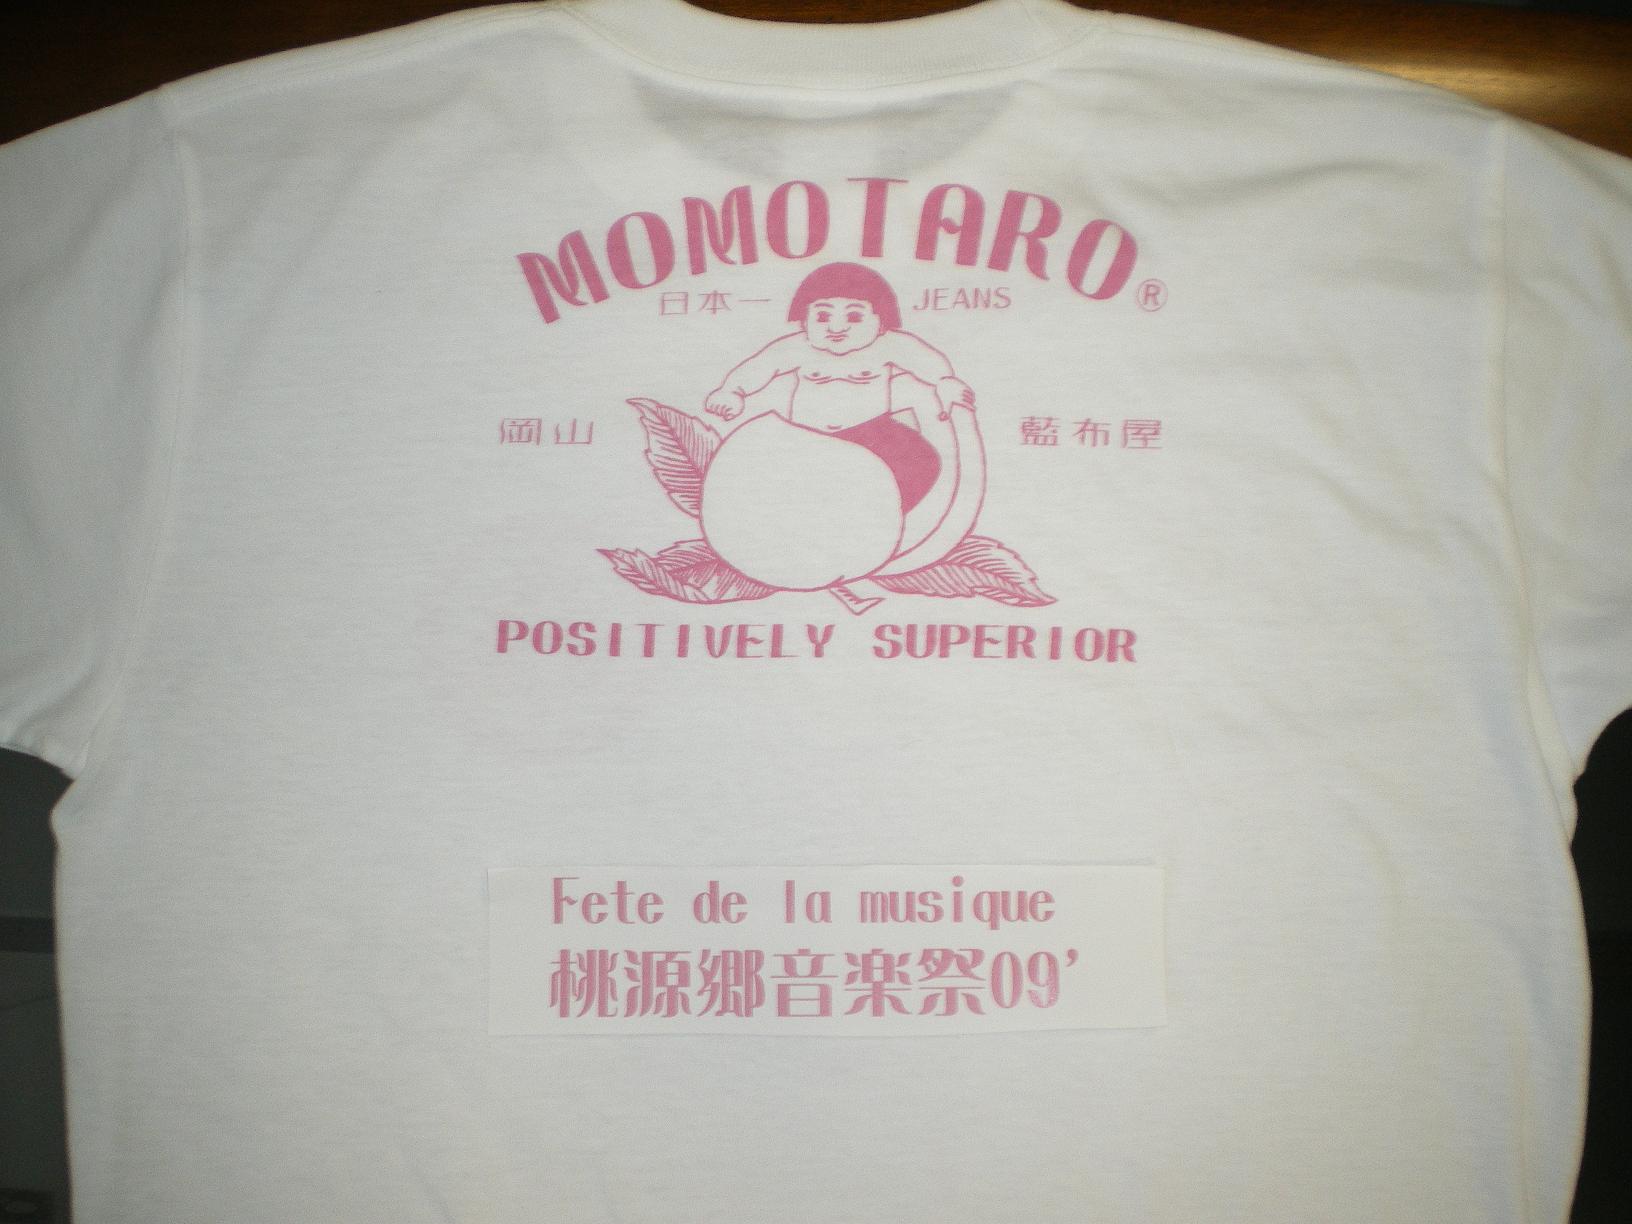 MOMOTARO®
日本一 JEANS
岡山 藍布屋
POSITIVELY SUPERIOR
Fete de la musique
桃源郷音楽祭09’